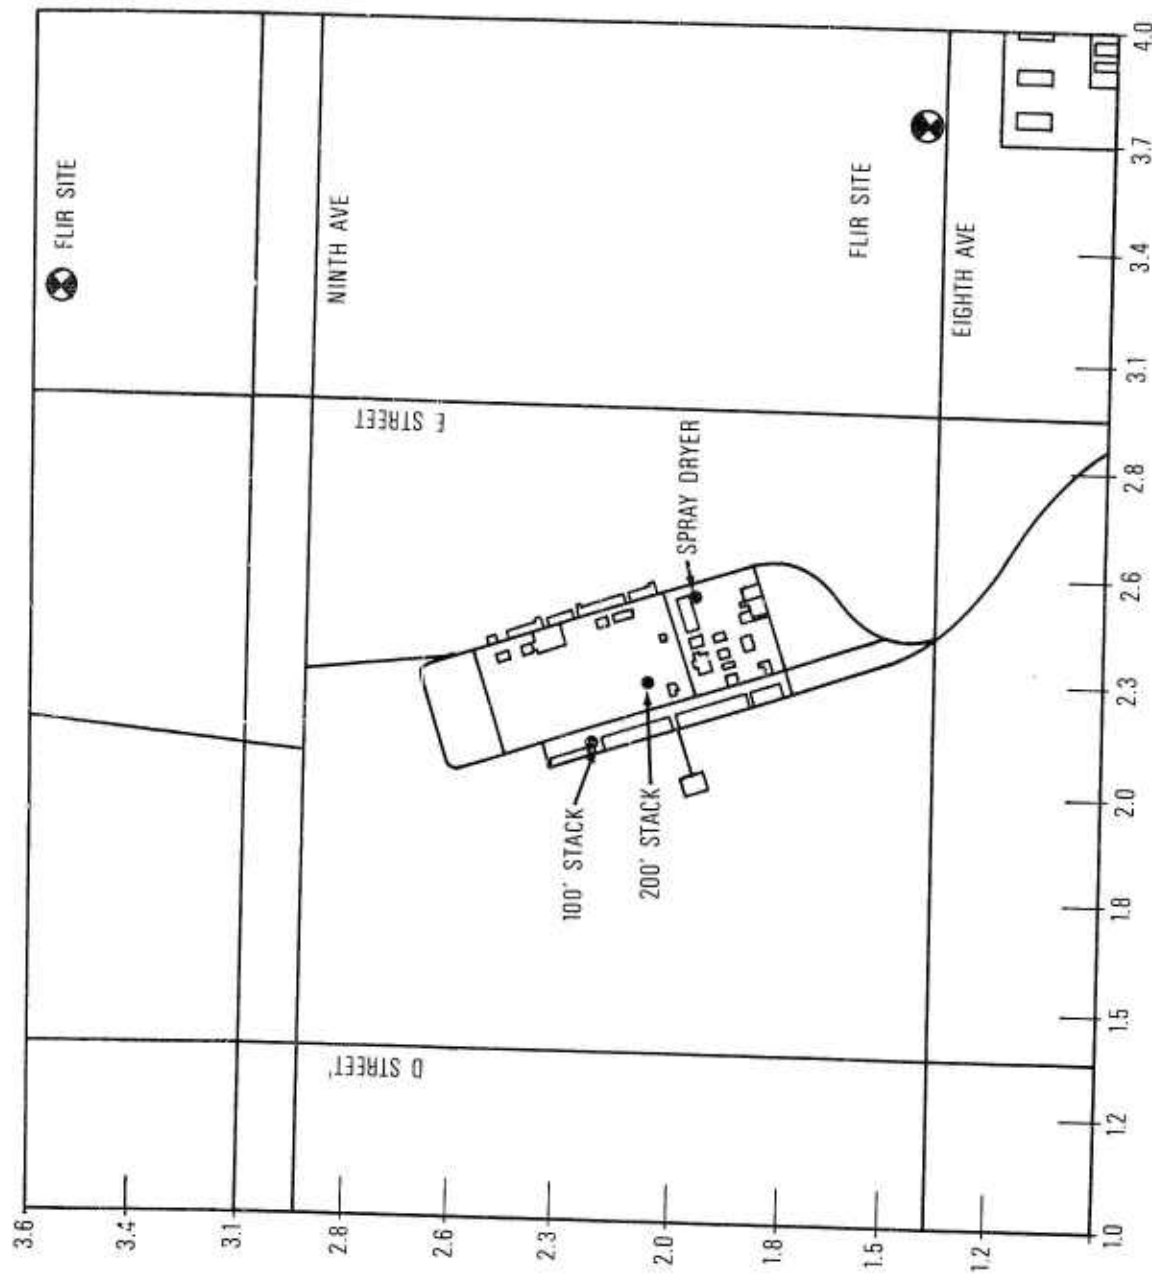 FLIR SITE
NINTH AVE
E STREET
FLIR SITE
EIGHTH AVE
SPRAY DRYER
100' STACK
200' STACK
D STREET'
3.6
3.4
3.1
2.8
2.6
2.3
2.0
1.8
1.5
1.2
1.0
1.2
1.5
1.8
2.0
2.3
2.6
2.8
3.1
3.4
3.7
4.0